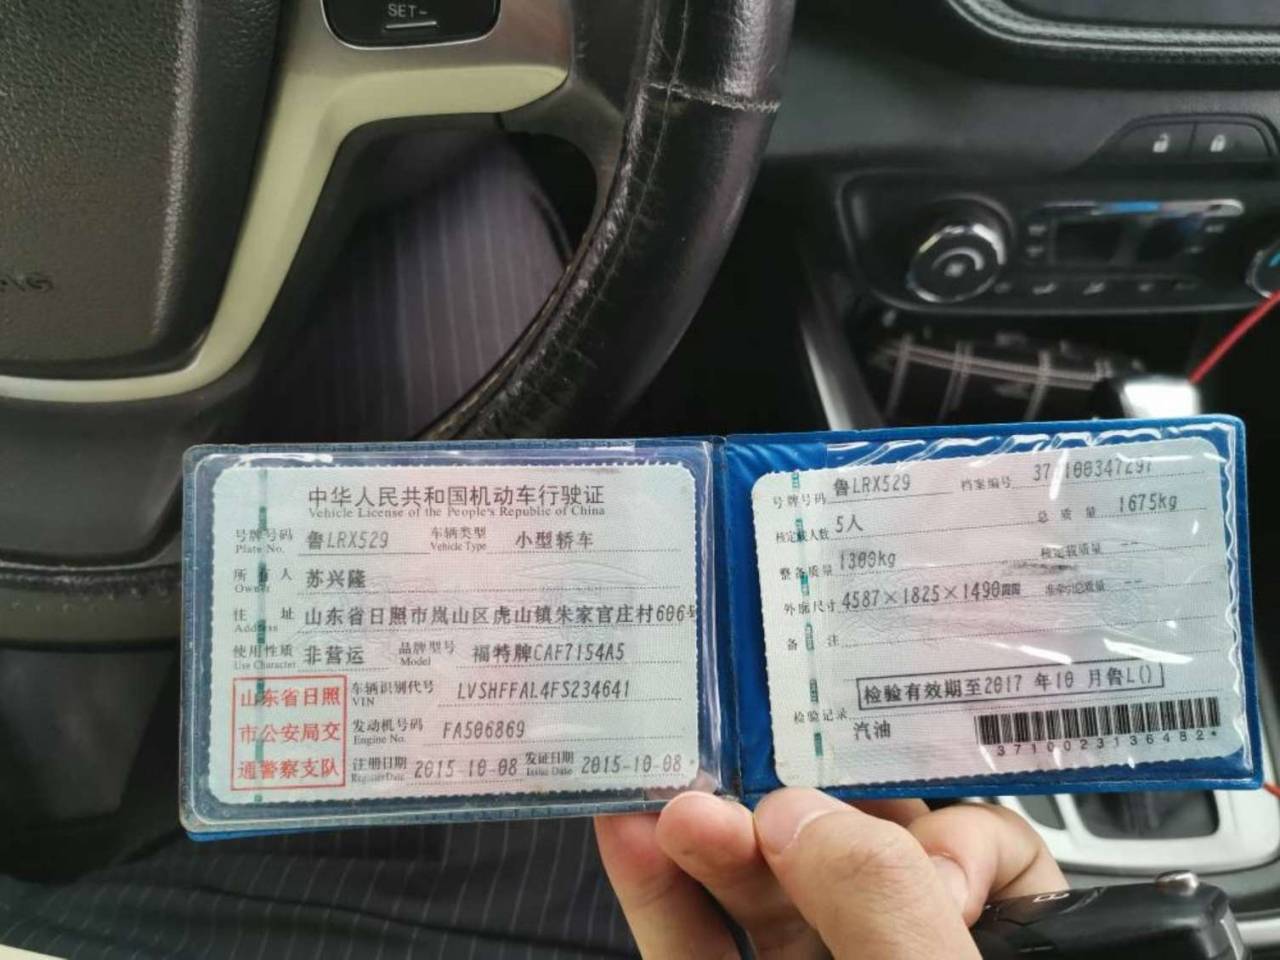 SET-
中华人民共和国机动车行驶证
Vehicle License of the People's Republic of China
号牌号码 鲁LRX529 车辆类型 小型轿车
Plate No. Vehicle Type
所有人 苏兴隆
Owner
住址 山东省日照市岚山区虎山镇朱家官庄村606号
Address
使用性质 非营运 品牌型号 福特牌CAF7154A5
Use Character Model
山东省日照
市公安局交
通警察支队
车辆识别代号 LVSHFFAL4FS234641
VIN
发动机号码 FA506869
Engine No.
注册日期 2015-10-08 发证日期 2015-10-08
Register Date Issue Date
号牌号码 鲁LRX529 档案编号
核定载人数 5人 总质量 1675kg
整备质量 1300kg 核定载质量 --
外廓尺寸 4587×1825×1490 准牵引总质量 --
备注
检验有效期至2017年10月鲁L()
检验记录
汽油
*3710023136482*